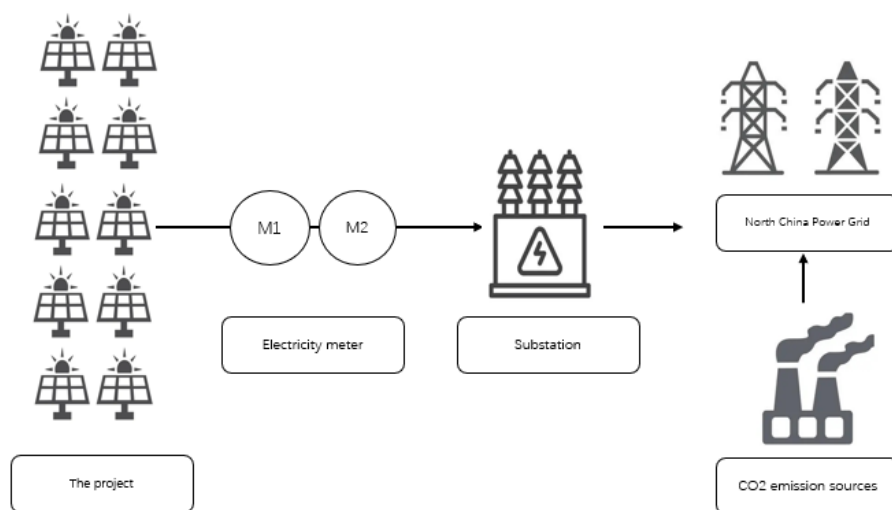 M1
M2
North China Power Grid
Electricity meter
Substation
The project
CO2 emission sources